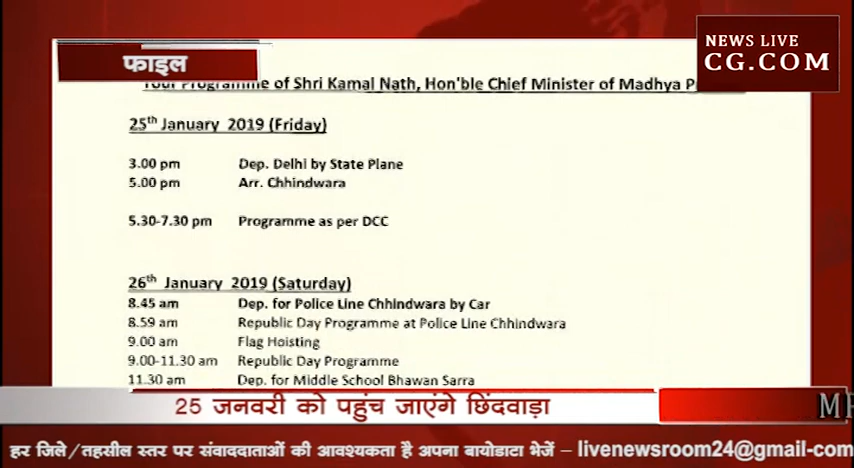 NEWS LIVE
CG.COM
फाइल
Tour Programme of Shri Kamal Nath, Hon'ble Chief Minister of Madhya
25th January 2019 (Friday)
3.00 pm Dep. Delhi by State Plane
5.00 pm Arr. Chhindwara
5.30-7.30 pm Programme as per DCC
26th January 2019 (Saturday)
8.45 am Dep. for Police Line Chhindwara by Car
8.59 am Republic Day Programme at Police Line Chhindwara
9.00 am Flag Hoisting
9.00-11.30 am Republic Day Programme
11.30 am Dep. for Middle School Bhawan Sarra
25 जनवरी को पहुंच जाएंगे छिंदवाड़ा
हर जिले/तहसील स्तर पर संवाददाताओं की आवश्यकता है अपना बायोडाटा भेजें – livenewsroom24@gmail-com